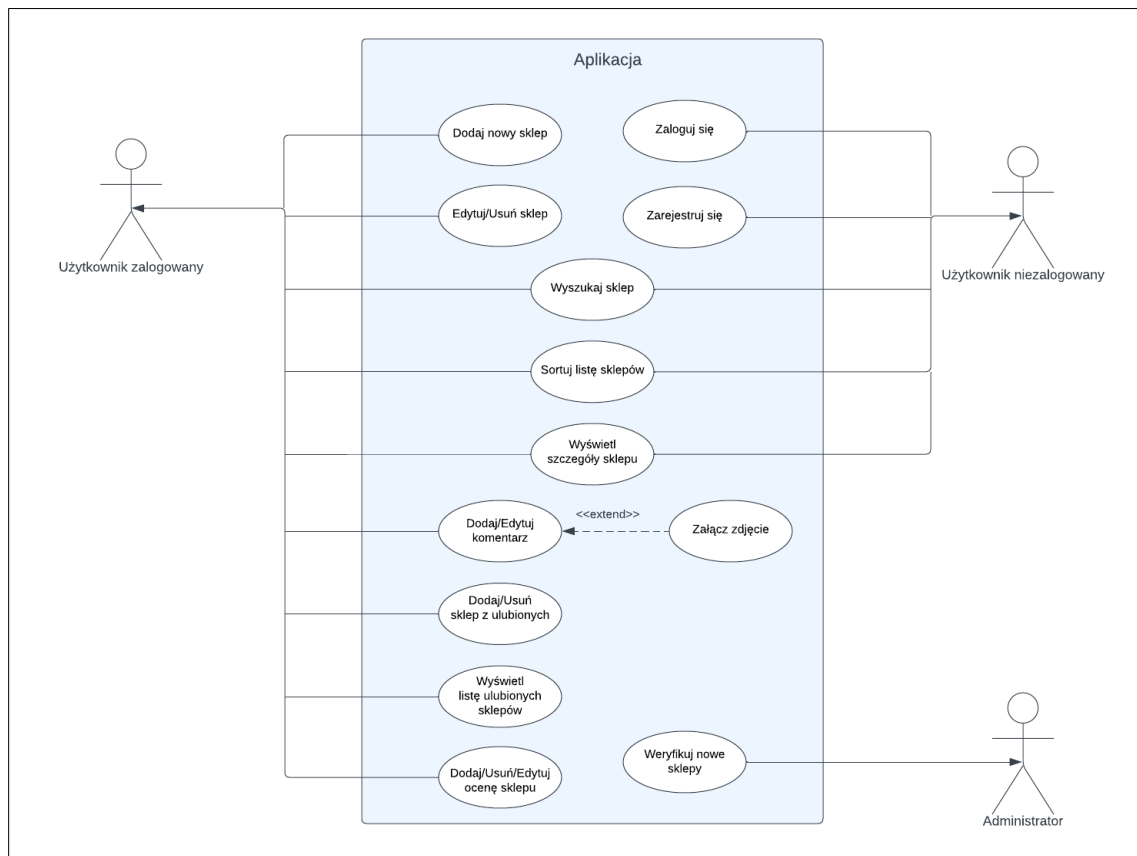 Aplikacja
Dodaj nowy sklep
Zaloguj się
Edytuj/Usuń sklep
Zarejestruj się
Użytkownik zalogowany
Użytkownik niezalogowany
Wyszukaj sklep
Sortuj listę sklepów
Wyświetl
szczegóły sklepu
<<extend>>
Dodaj/Edytuj
komentarz
Załącz zdjęcie
Dodaj/Usuń
sklep z ulubionych
Wyświetl
listę ulubionych
sklepów
Weryfikuj nowe
sklepy
Dodaj/Usuń/Edytuj
ocenę sklepu
Administrator